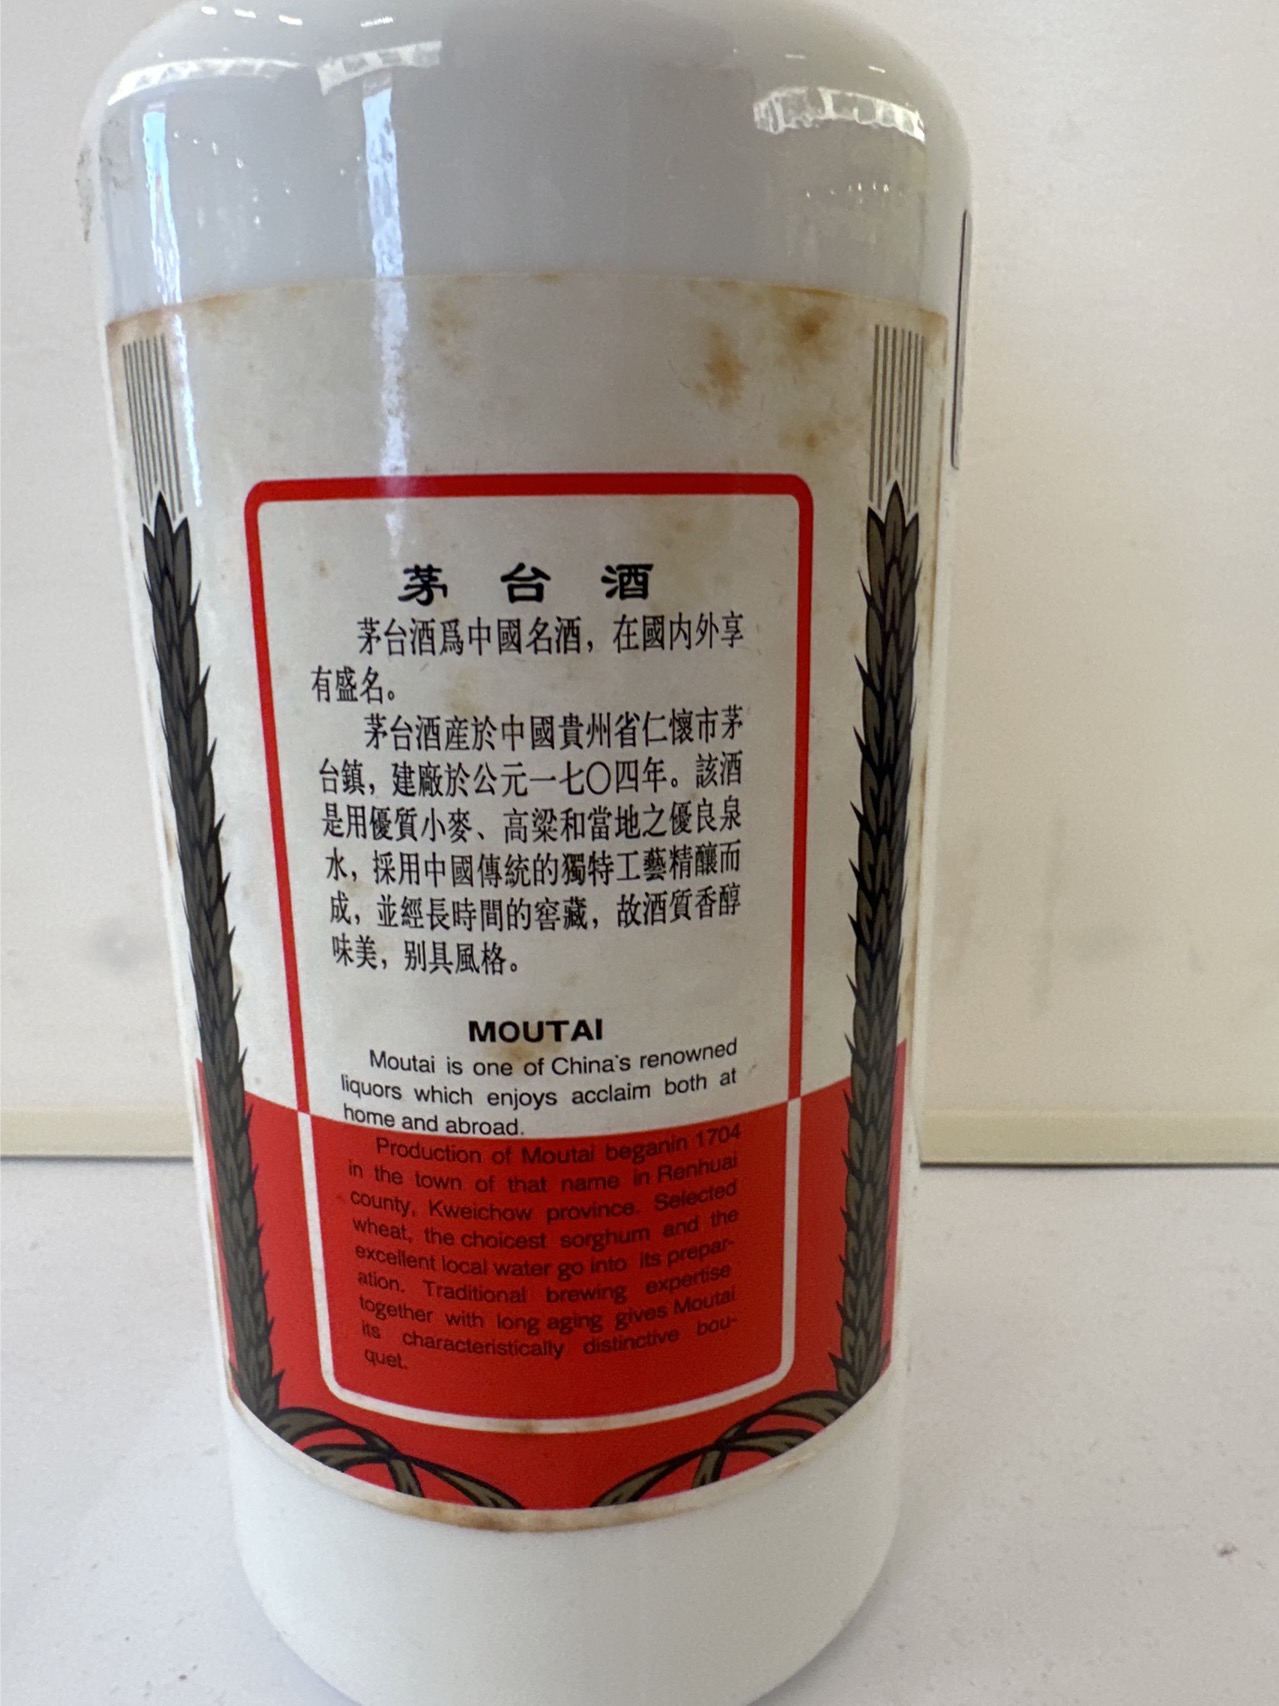 茅台酒
茅台酒爲中國名酒，在國内外享
有盛名。
茅台酒産於中國貴州省仁懷市茅
台鎮，建廠於公元一七〇四年。該酒
是用優質小麥、高梁和當地之優良泉
水，採用中國傳統的獨特工藝精釀而
成，並經長時間的窖藏，故酒質香醇
味美，别具風格。
MOUTAI
Moutai is one of China's renowned
liquors which enjoys acclaim both at
home and abroad.
Production of Moutai beganin 1704
in the town of that name in Renhuai
county, Kweichow province. Selected
wheat, the choicest sorghum and the
excellent local water go into its prepar-
ation. Traditional brewing expertise
together with long aging gives Moutai
its characteristically distinctive bou-
quet.